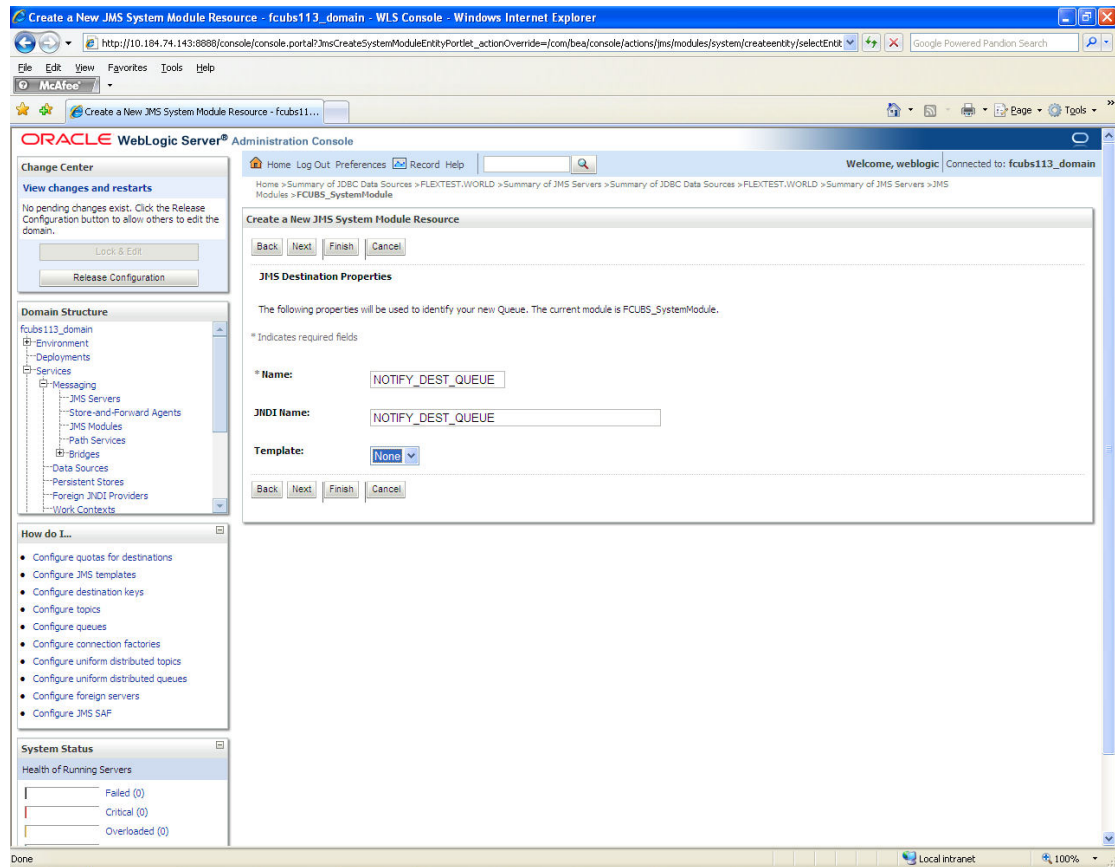 Create a New JMS System Module Resource - fcubs113_domain - WLS Console - Windows Internet Explorer
http://10.184.74.143:8888/console/console.portal?JmsCreateSystemModuleEntityPortlet_actionOverride=/com/bea/console/actions/jms/modules/system/createentity/selectEntit
Google Powered Pandion Search
File Edit View Favorites Tools Help
McAfee
Create a New JMS System Module Resource - fcubs11...
Page Tools
ORACLE WebLogic Server® Administration Console
Change Center
View changes and restarts
No pending changes exist. Click the Release
Configuration button to allow others to edit the
domain.
Lock & Edit
Release Configuration
Domain Structure
fcubs113_domain
Environment
Deployments
Services
Messaging
JMS Servers
Store-and-Forward Agents
JMS Modules
Path Services
Bridges
Data Sources
Persistent Stores
Foreign JNDI Providers
Work Contexts
How do I...
Configure quotas for destinations
Configure JMS templates
Configure destination keys
Configure topics
Configure queues
Configure connection factories
Configure uniform distributed topics
Configure uniform distributed queues
Configure foreign servers
Configure JMS SAF
System Status
Health of Running Servers
Failed (0)
Critical (0)
Overloaded (0)
Home Log Out Preferences Record Help
Welcome, weblogic Connected to: fcubs113_domain
Home >Summary of JDBC Data Sources >FLEXTEST.WORLD >Summary of JMS Servers >Summary of JDBC Data Sources >FLEXTEST.WORLD >Summary of JMS Servers >JMS
Modules >FCUBS_SystemModule
Create a New JMS System Module Resource
Back Next Finish Cancel
JMS Destination Properties
The following properties will be used to identify your new Queue. The current module is FCUBS_SystemModule.
* Indicates required fields
* Name: NOTIFY_DEST_QUEUE
JNDI Name: NOTIFY_DEST_QUEUE
Template: None
Back Next Finish Cancel
Done
Local intranet
100%